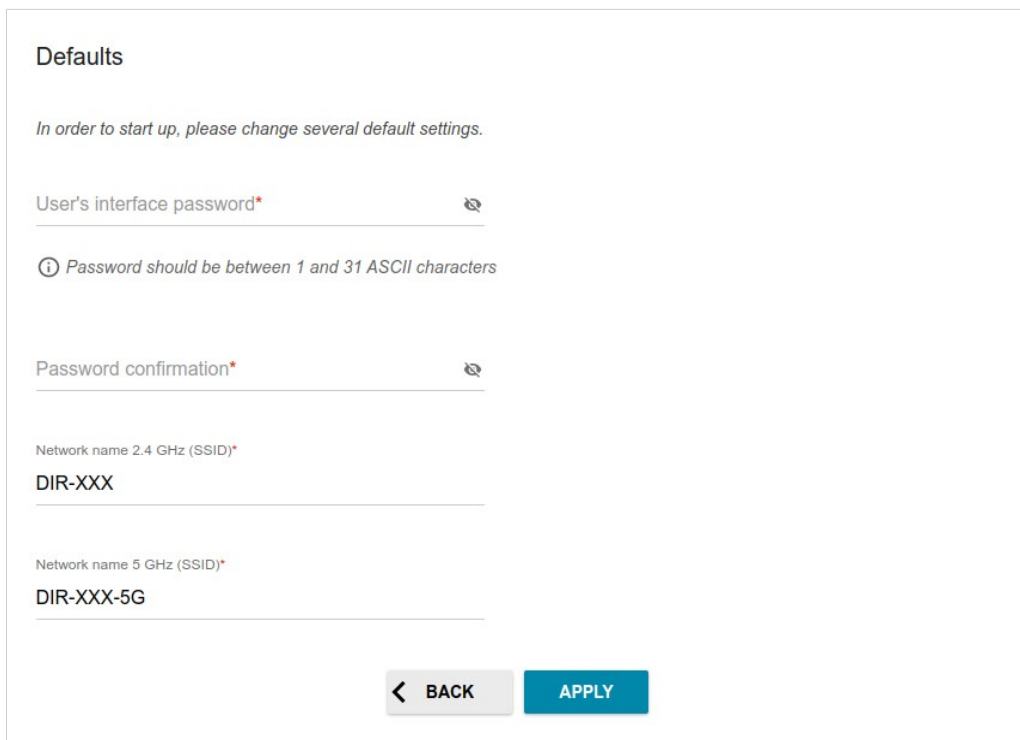 Defaults
In order to start up, please change several default settings.
User's interface password*
Password should be between 1 and 31 ASCII characters
Password confirmation*
Network name 2.4 GHz (SSID)*
DIR-XXX
Network name 5 GHz (SSID)*
DIR-XXX-5G
BACK
APPLY